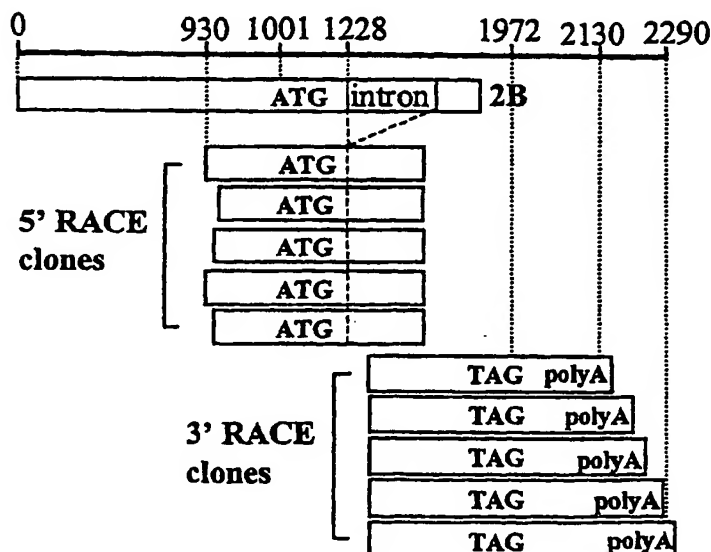 0 930 1001 1228 1972 2130 2290
ATG intron 2B
ATG
5' RACE clones
ATG
ATG
ATG
ATG
TAG polyA
3' RACE clones
TAG polyA
TAG polyA
TAG polyA
TAG polyA